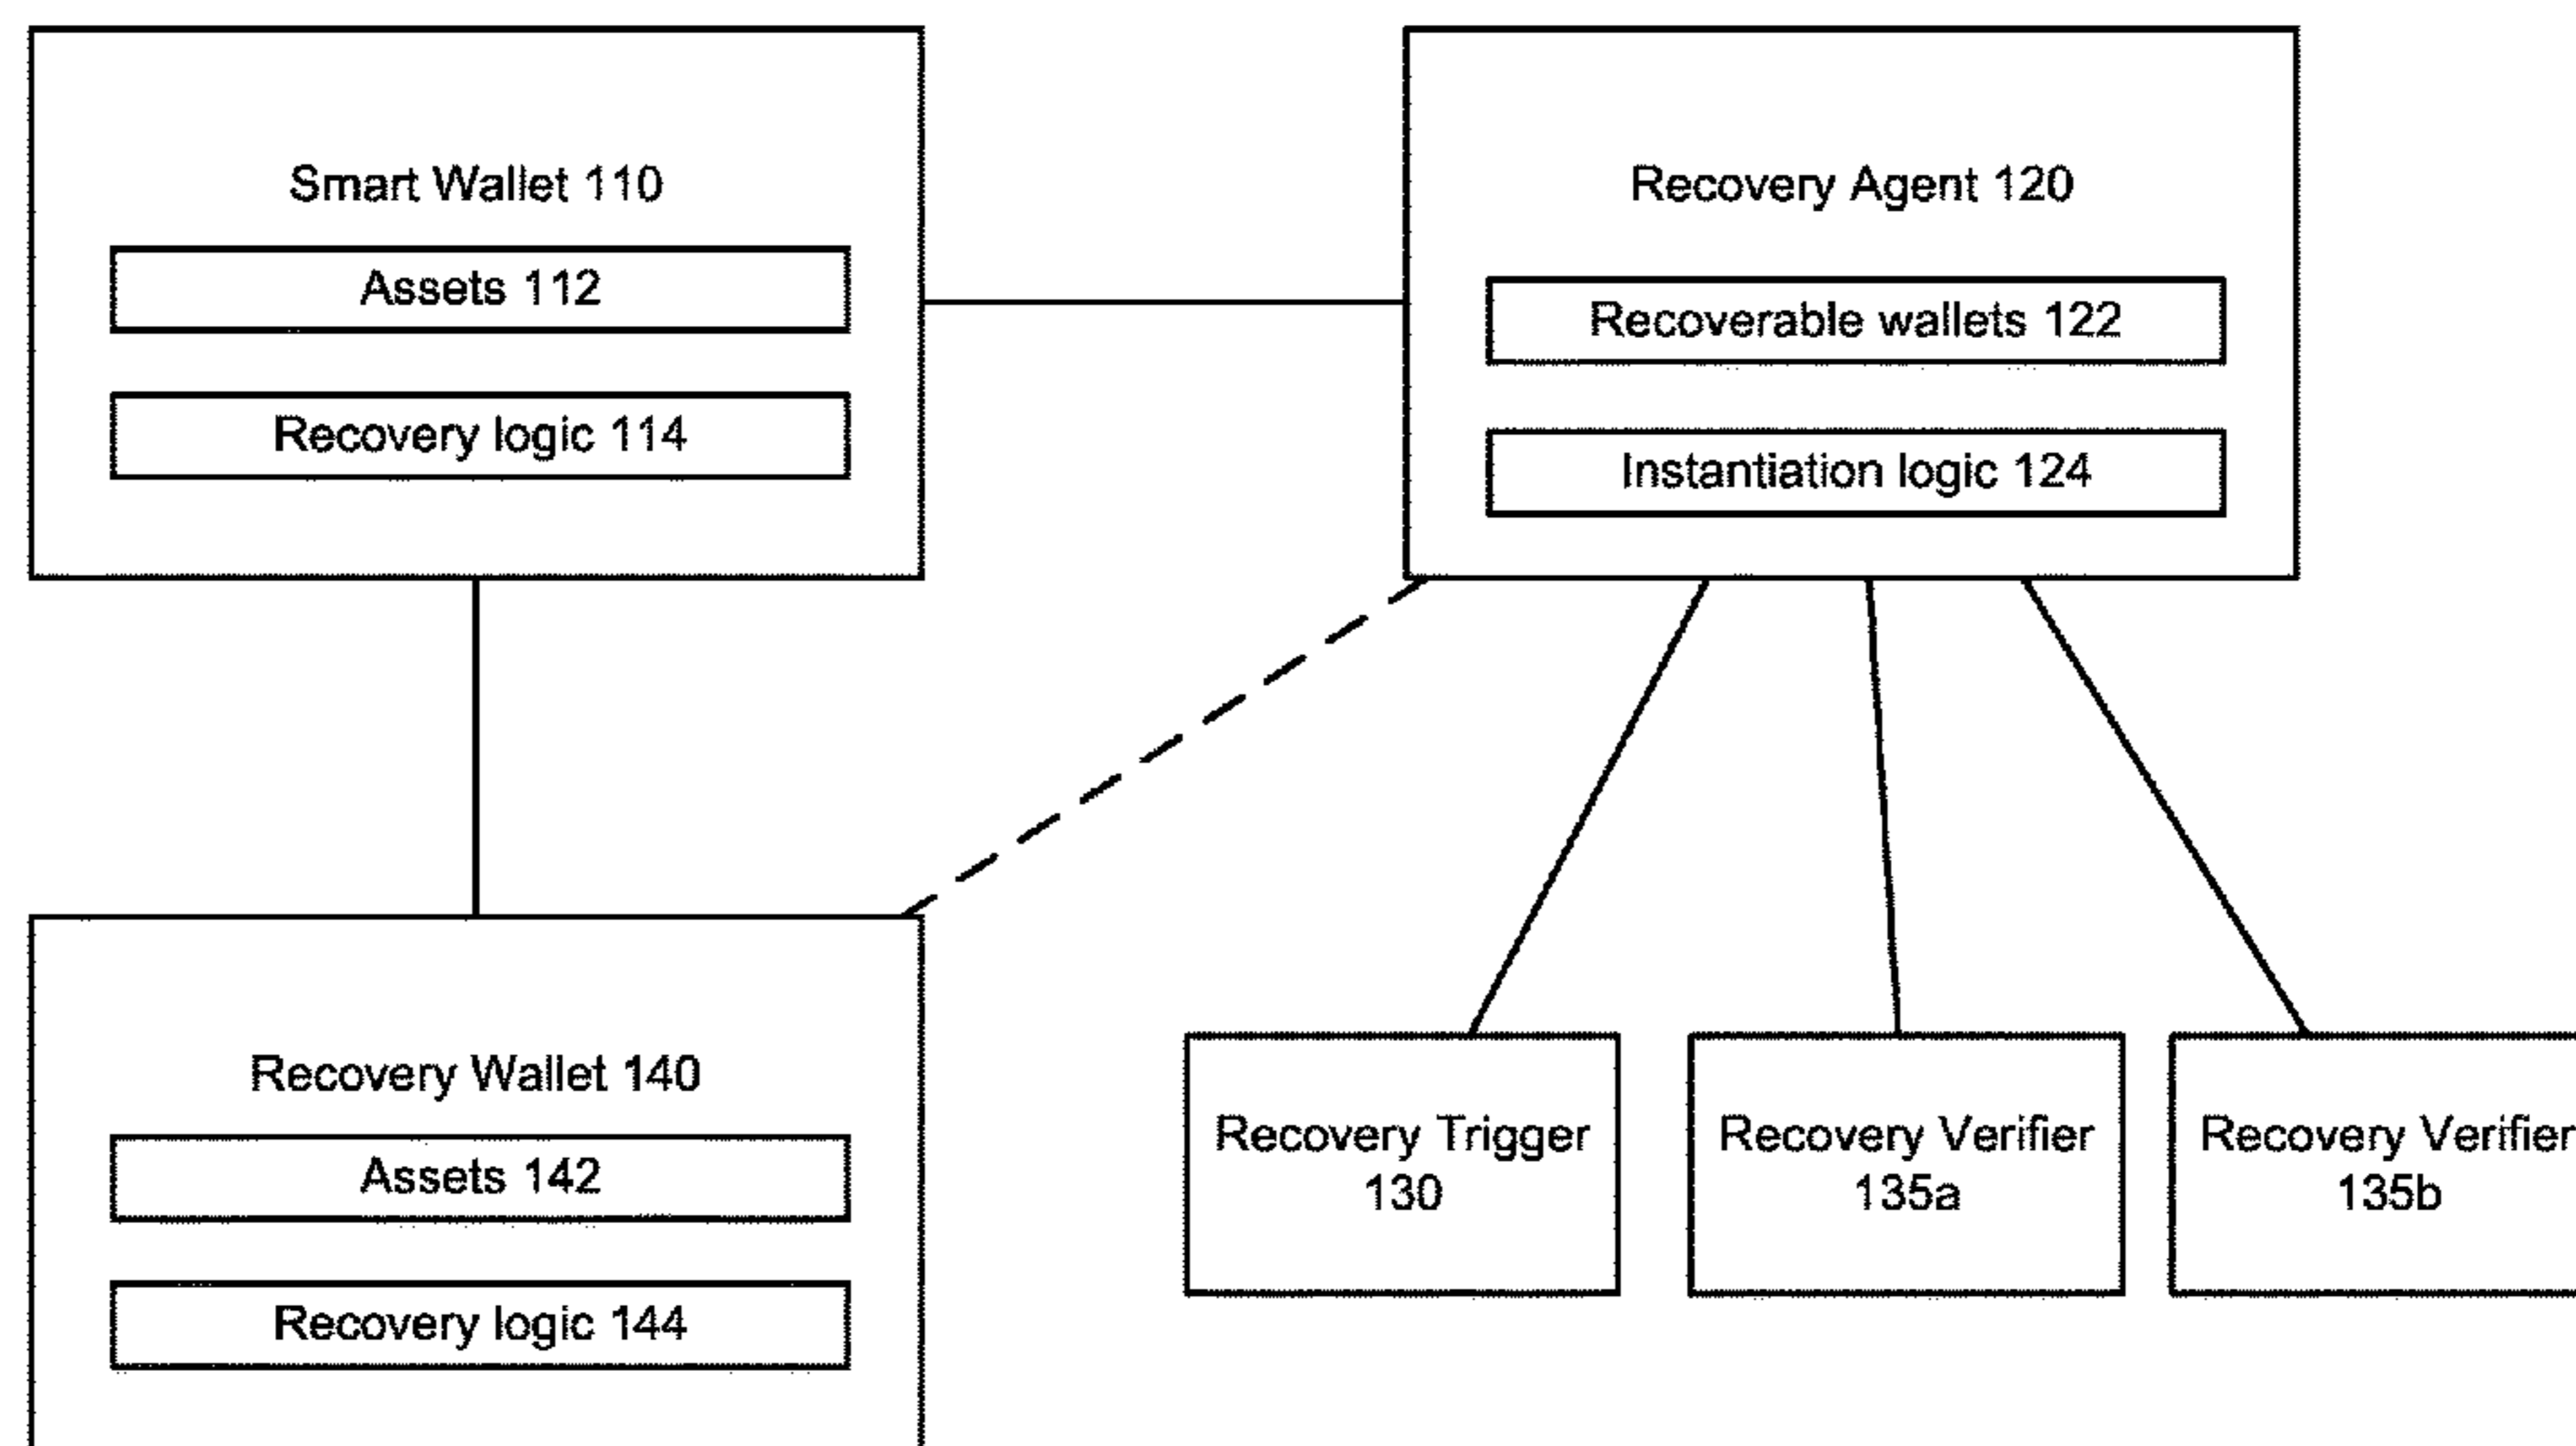 Smart Wallet 110
Assets 112
Recovery logic 114
Recovery Agent 120
Recoverable wallets 122
Instantiation logic 124
Recovery Wallet 140
Assets 142
Recovery logic 144
Recovery Trigger
130
Recovery Verifier
135a
Recovery Verifier
135b